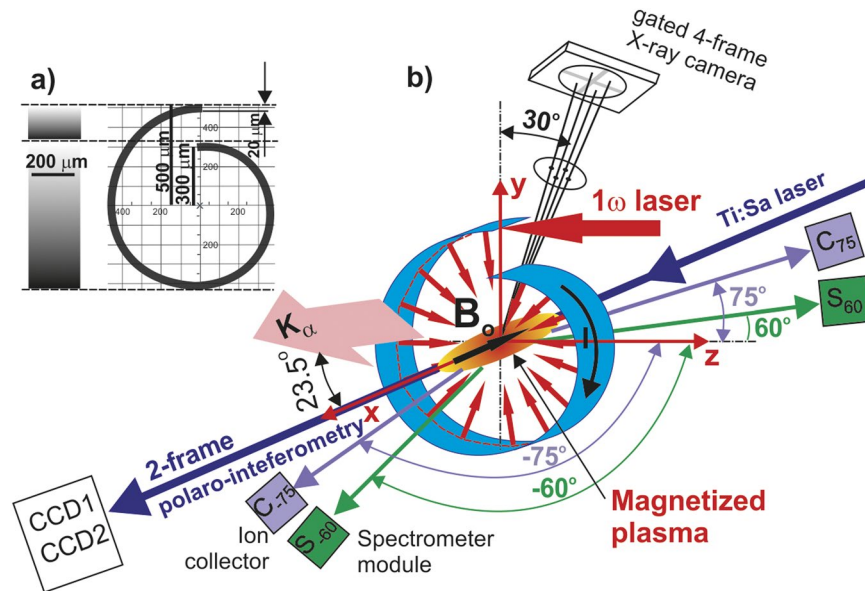 a)
200 μm
500 μm
300 μm
20 μm
400
200
400
200
200
200
400
b)
gated 4-frame
X-ray camera
30°
y
1ω laser
Ti:Sa laser
C75
S60
75°
60°
Kα
Bo
I
z
23.5°
x
2-frame
polaro-inteferometry
-75°
-60°
CCD1
CCD2
C-75
Ion
collector
S-60
Spectrometer
module
Magnetized
plasma